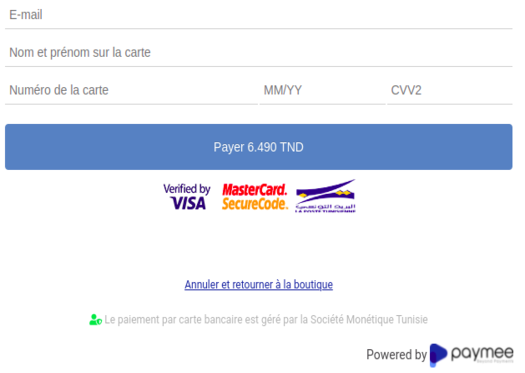 E-mail
Nom et prénom sur la carte
Numéro de la carte MM/YY CVV2
Payer 6.490 TND
Verified by VISA MasterCard. SecureCode. البريد التونسي LA POSTE TUNISIENNE
Annuler et retourner à la boutique
Le paiement par carte bancaire est géré par la Société Monétique Tunisie
Powered by paymee